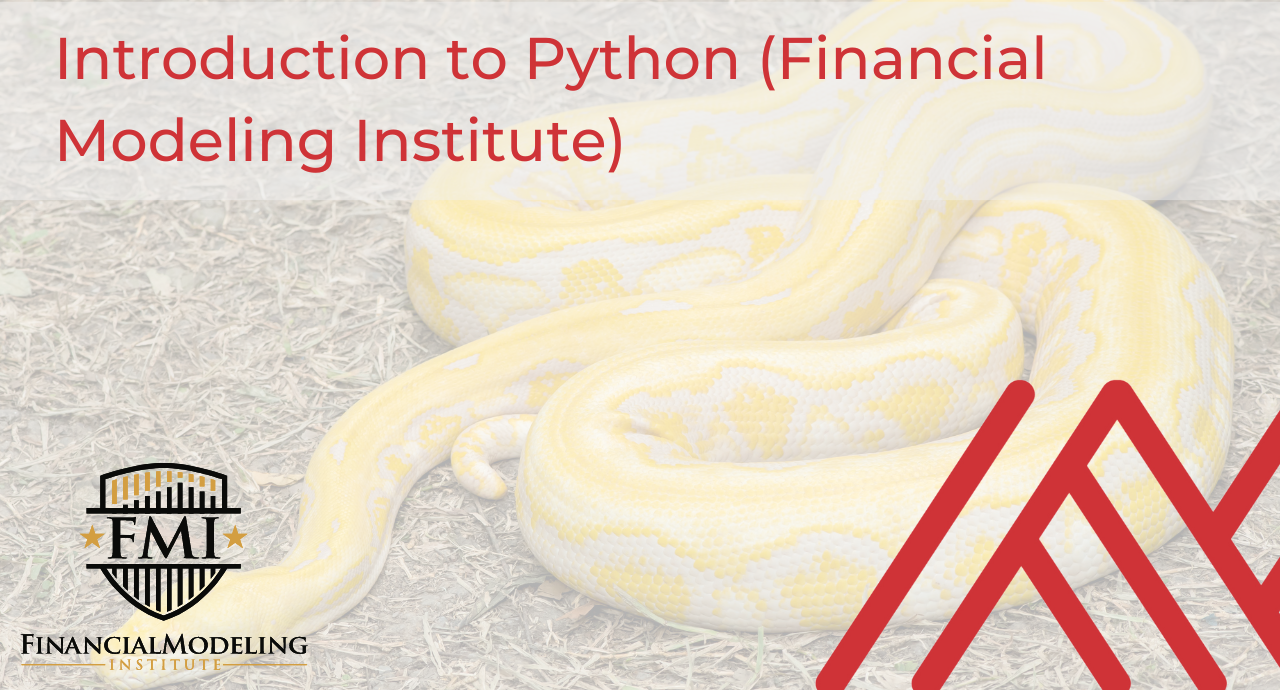 Introduction to Python (Financial
Modeling Institute)
FMI
FINANCIALMODELING
INSTITUTE